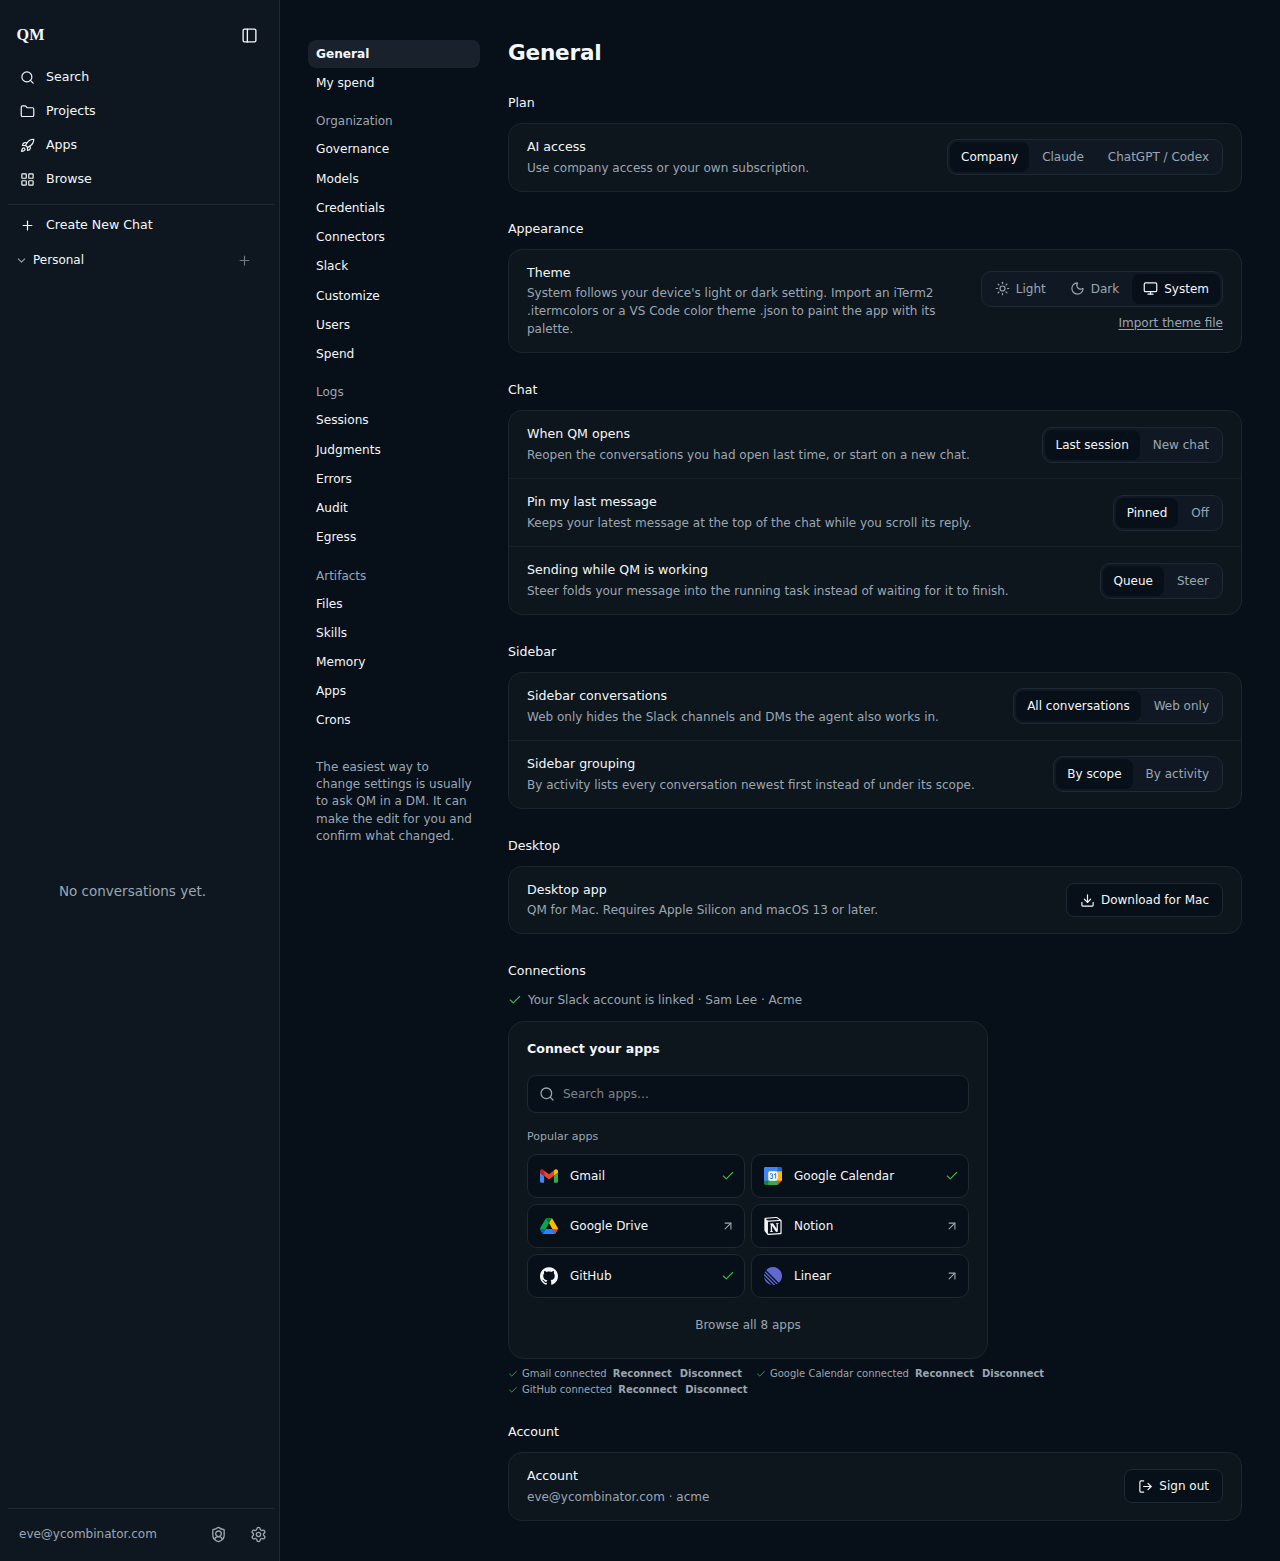 QM
Search
Projects
Apps
Browse
Create New Chat
Personal
No conversations yet.
eve@ycombinator.com
General
My spend
Organization
Governance
Models
Credentials
Connectors
Slack
Customize
Users
Spend
Logs
Sessions
Judgments
Errors
Audit
Egress
Artifacts
Files
Skills
Memory
Apps
Crons
The easiest way to
change settings is usually
to ask QM in a DM. It can
make the edit for you and
confirm what changed.
General
Plan
AI access
Use company access or your own subscription.
Company Claude ChatGPT / Codex
Appearance
Theme
System follows your device's light or dark setting. Import an iTerm2
.itermcolors or a VS Code color theme .json to paint the app with its
palette.
Light Dark System
Import theme file
Chat
When QM opens
Reopen the conversations you had open last time, or start on a new chat.
Last session New chat
Pin my last message
Keeps your latest message at the top of the chat while you scroll its reply.
Pinned Off
Sending while QM is working
Steer folds your message into the running task instead of waiting for it to finish.
Queue Steer
Sidebar
Sidebar conversations
Web only hides the Slack channels and DMs the agent also works in.
All conversations Web only
Sidebar grouping
By activity lists every conversation newest first instead of under its scope.
By scope By activity
Desktop
Desktop app
QM for Mac. Requires Apple Silicon and macOS 13 or later.
Download for Mac
Connections
Your Slack account is linked · Sam Lee · Acme
Connect your apps
Search apps...
Popular apps
Gmail
31 Google Calendar
Google Drive
Notion
GitHub
Linear
Browse all 8 apps
Gmail connected Reconnect Disconnect Google Calendar connected Reconnect Disconnect
GitHub connected Reconnect Disconnect
Account
Account
eve@ycombinator.com · acme
Sign out